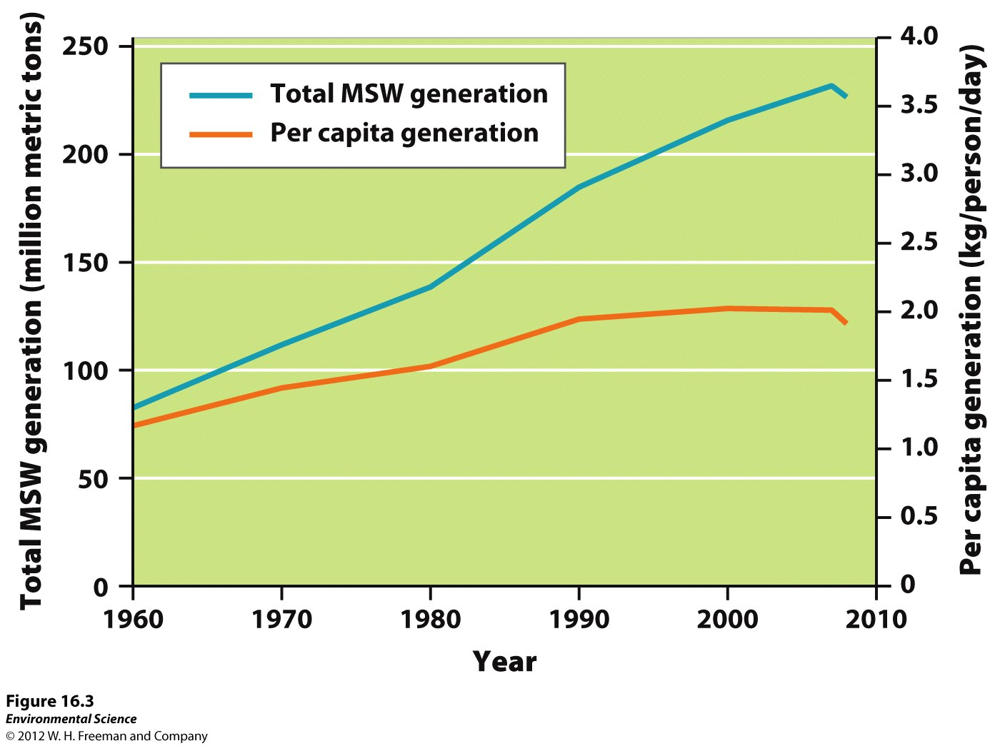 Total MSW generation (million metric tons)
250
200
150
100
50
0
Total MSW generation
Per capita generation
4.0
3.5
3.0
2.5
2.0
1.5
1.0
0.5
0
Per capita generation (kg/person/day)
1960 1970 1980 1990 2000 2010
Year
Figure 16.3
Environmental Science
© 2012 W. H. Freeman and Company